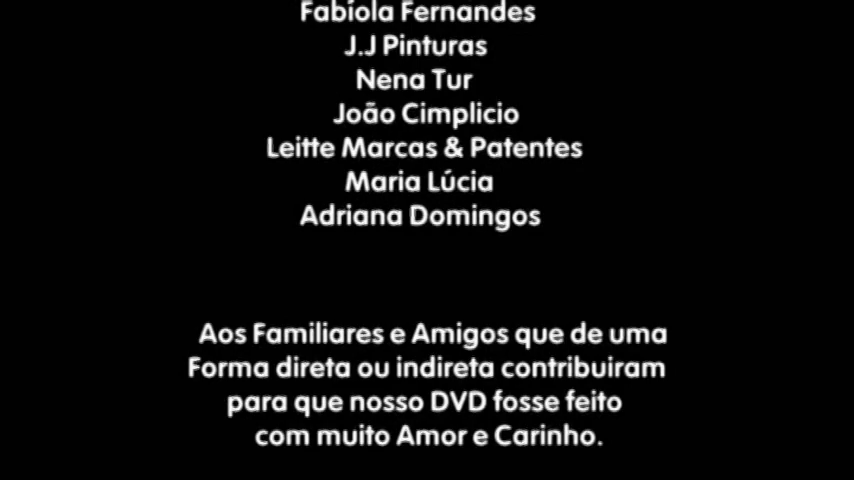 Fabíola Fernandes
J.J Pinturas
Nena Tur
João Cimplicio
Leitte Marcas & Patentes
Maria Lúcia
Adriana Domingos
Aos Familiares e Amigos que de uma
Forma direta ou indireta contribuiram
para que nosso DVD fosse feito
com muito Amor e Carinho.